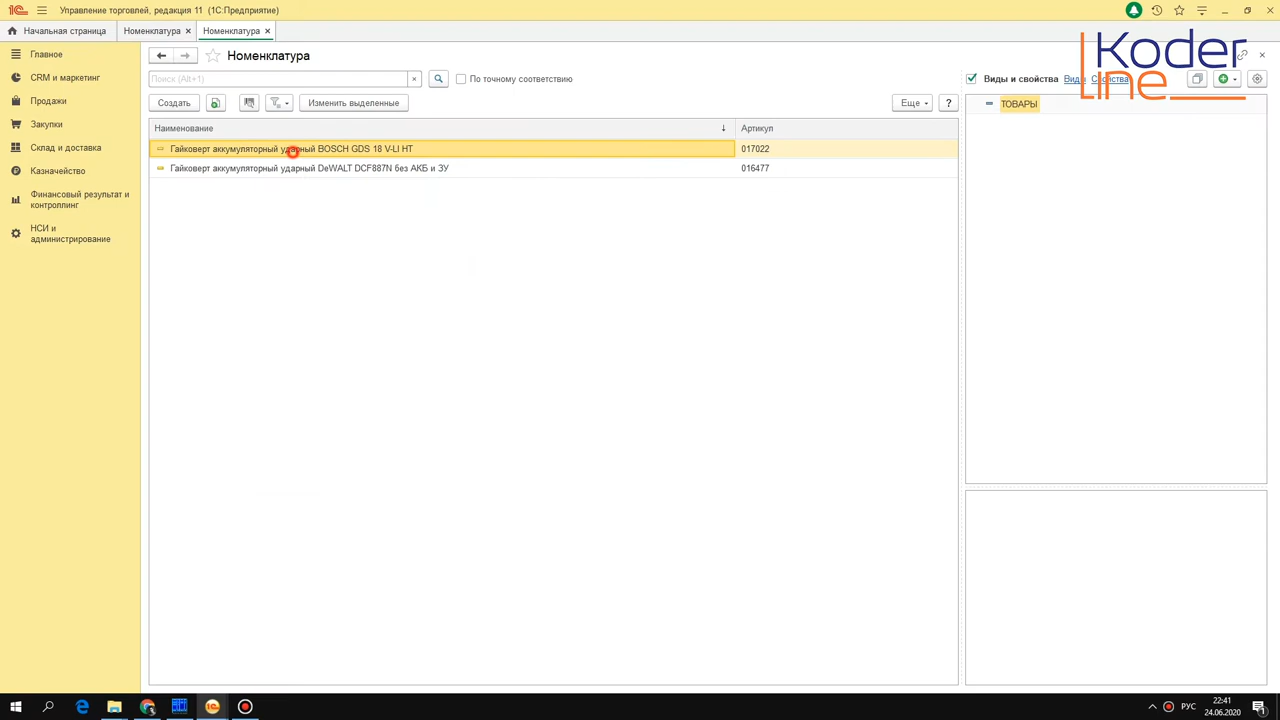 Управление торговлей, редакция 11 (1С:Предприятие)
Начальная страница
Номенклатура ×
Номенклатура ×
Главное
CRM и маркетинг
Продажи
Закупки
Склад и доставка
Казначейство
Финансовый результат и
контроллинг
НСИ и
администрирование
Номенклатура
Koder
line
Поиск (Alt+1)
×
По точному соответствию
Виды и свойства
Виды
Свойства
Создать
Изменить выделенные
Еще
?
Наименование
Артикул
Гайковерт аккумуляторный ударный BOSCH GDS 18 V-LI HT
017022
Гайковерт аккумуляторный ударный DeWALT DCF887N без АКБ и ЗУ
016477
ТОВАРЫ
РУС
22:41
24.06.2020
1